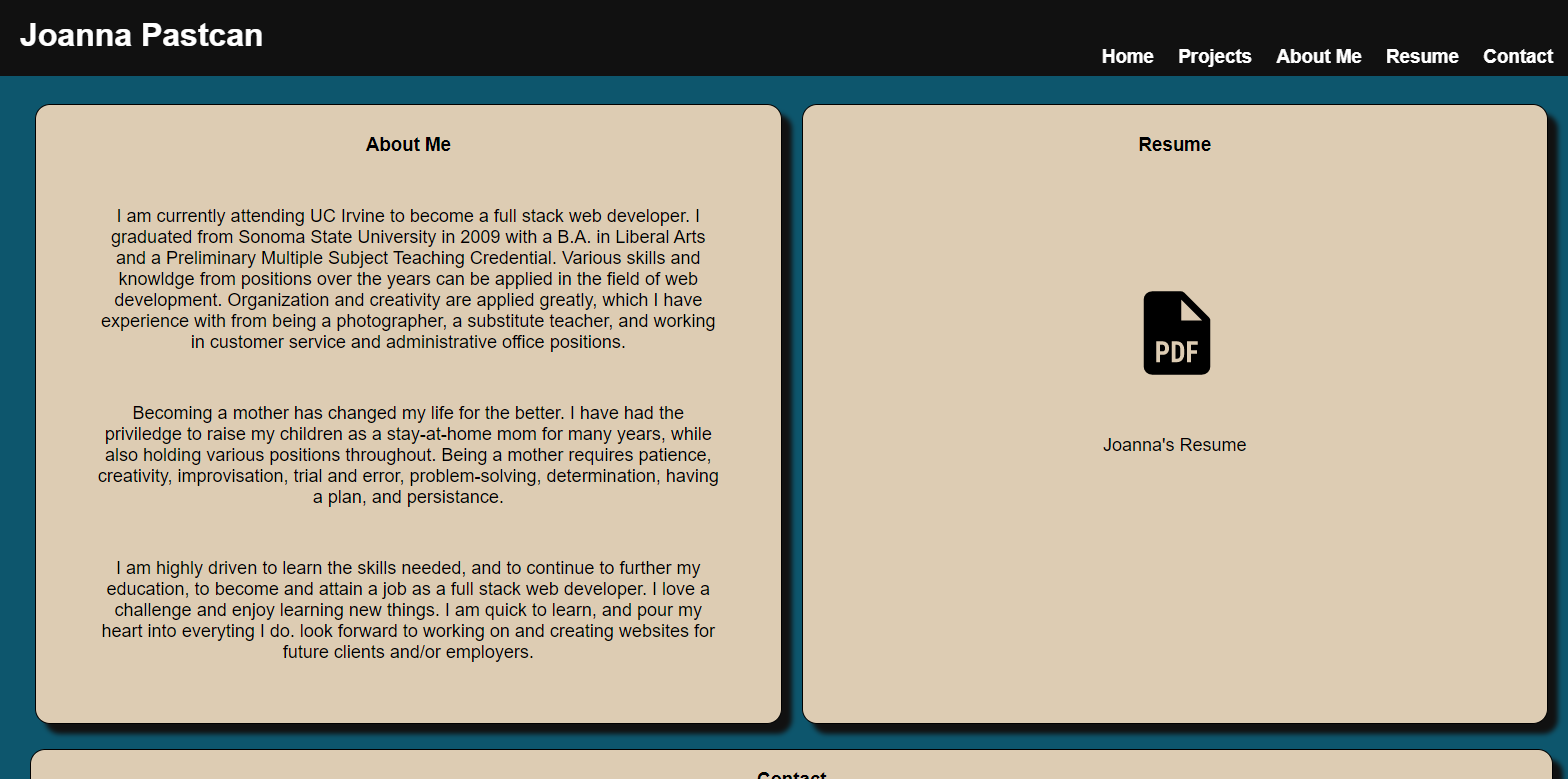 Joanna Pastcan
Home Projects About Me Resume Contact
About Me
I am currently attending UC Irvine to become a full stack web developer. I
graduated from Sonoma State University in 2009 with a B.A. in Liberal Arts
and a Preliminary Multiple Subject Teaching Credential. Various skills and
knowldge from positions over the years can be applied in the field of web
development. Organization and creativity are applied greatly, which I have
experience with from being a photographer, a substitute teacher, and working
in customer service and administrative office positions.
Becoming a mother has changed my life for the better. I have had the
priviledge to raise my children as a stay-at-home mom for many years, while
also holding various positions throughout. Being a mother requires patience,
creativity, improvisation, trial and error, problem-solving, determination, having
a plan, and persistance.
I am highly driven to learn the skills needed, and to continue to further my
education, to become and attain a job as a full stack web developer. I love a
challenge and enjoy learning new things. I am quick to learn, and pour my
heart into everyting I do. look forward to working on and creating websites for
future clients and/or employers.
Resume
PDF
Joanna's Resume
Contact